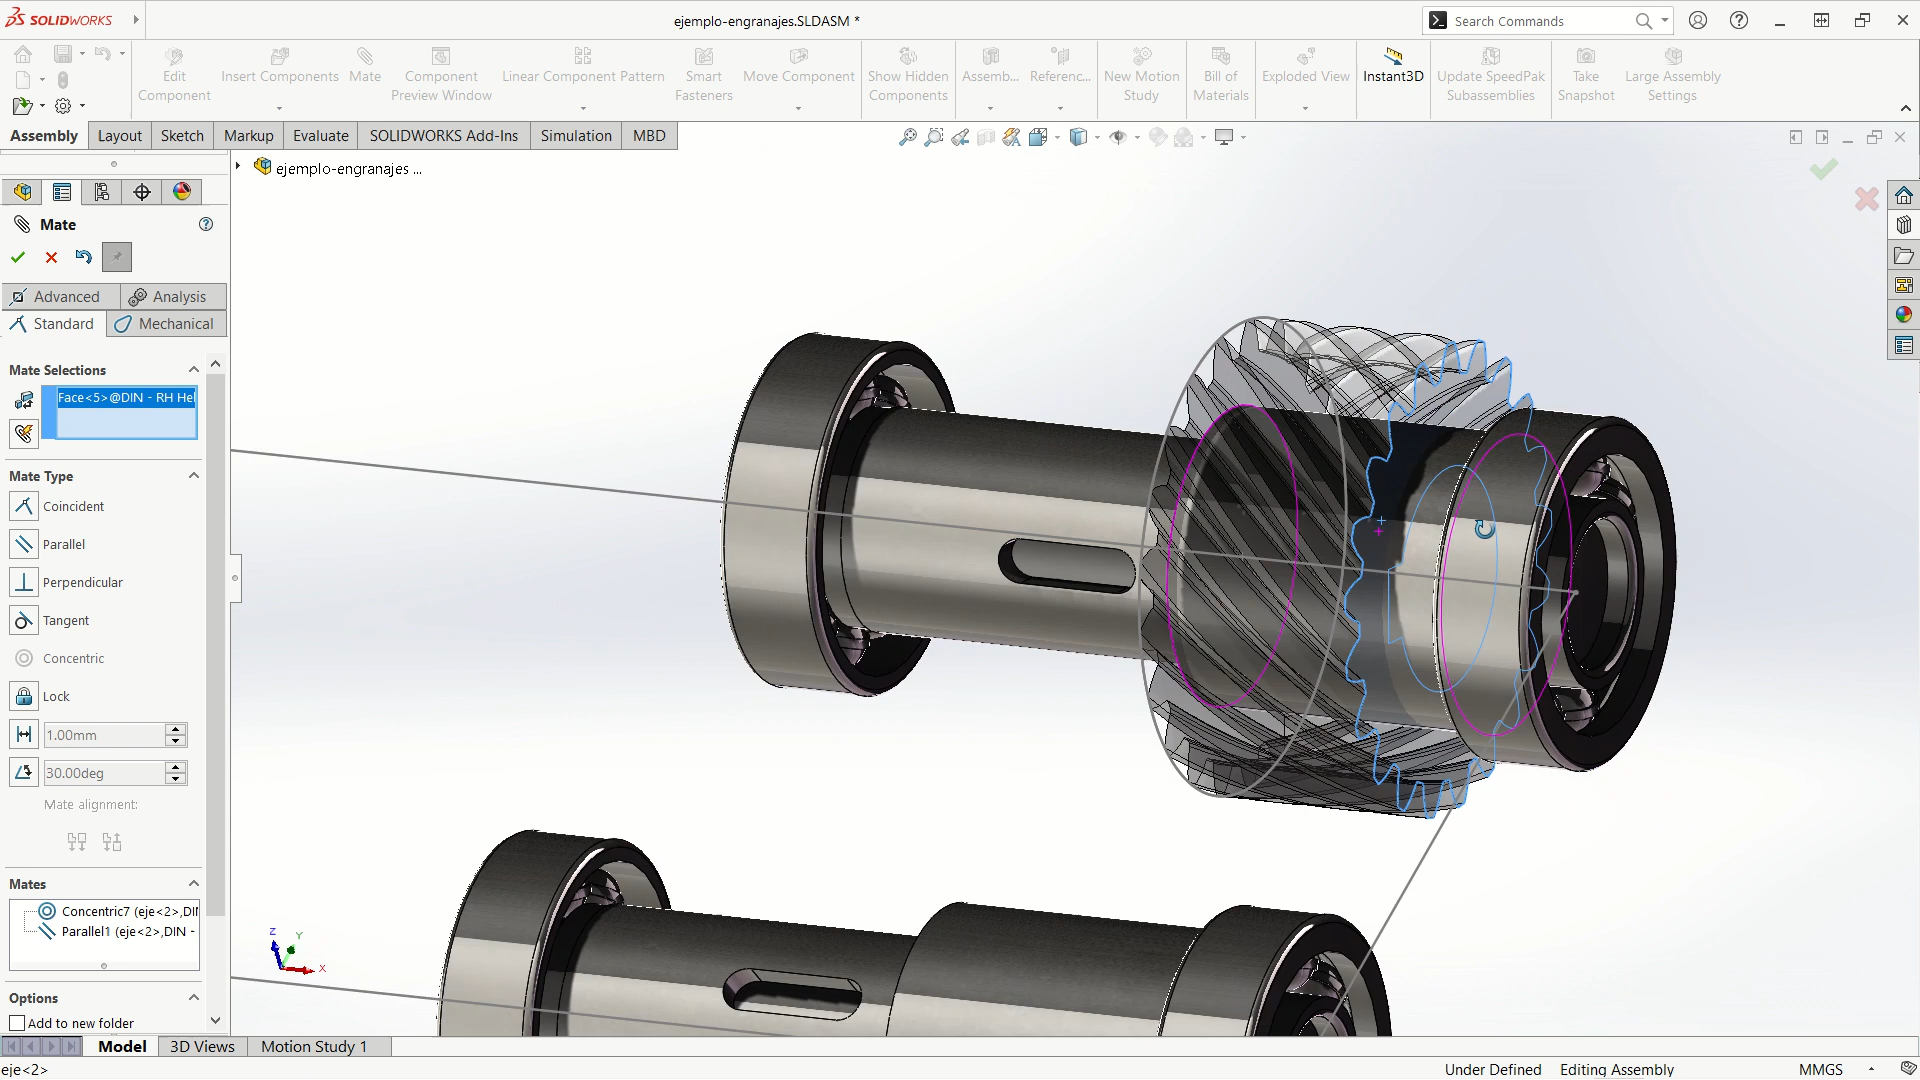 SOLIDWORKS
ejemplo-engranajes.SLDASM *
Search Commands
Edit Component
Insert Components
Mate
Component Preview Window
Linear Component Pattern
Smart Fasteners
Move Component
Show Hidden Components
Assemb...
Referenc...
New Motion Study
Bill of Materials
Exploded View
Instant3D
Update SpeedPak Subassemblies
Take Snapshot
Large Assembly Settings
Assembly
Layout
Sketch
Markup
Evaluate
SOLIDWORKS Add-Ins
Simulation
MBD
ejemplo-engranajes ...
Mate
Advanced
Analysis
Standard
Mechanical
Mate Selections
Face<5>@DIN - RH Hel
Mate Type
Coincident
Parallel
Perpendicular
Tangent
Concentric
Lock
1.00mm
30.00deg
Mate alignment:
Mates
Concentric7 (eje<2>,DIN
Parallel1 (eje<2>,DIN -
Options
Add to new folder
Z
Y
X
Model
3D Views
Motion Study 1
eje<2>
Under Defined
Editing Assembly
MMGS